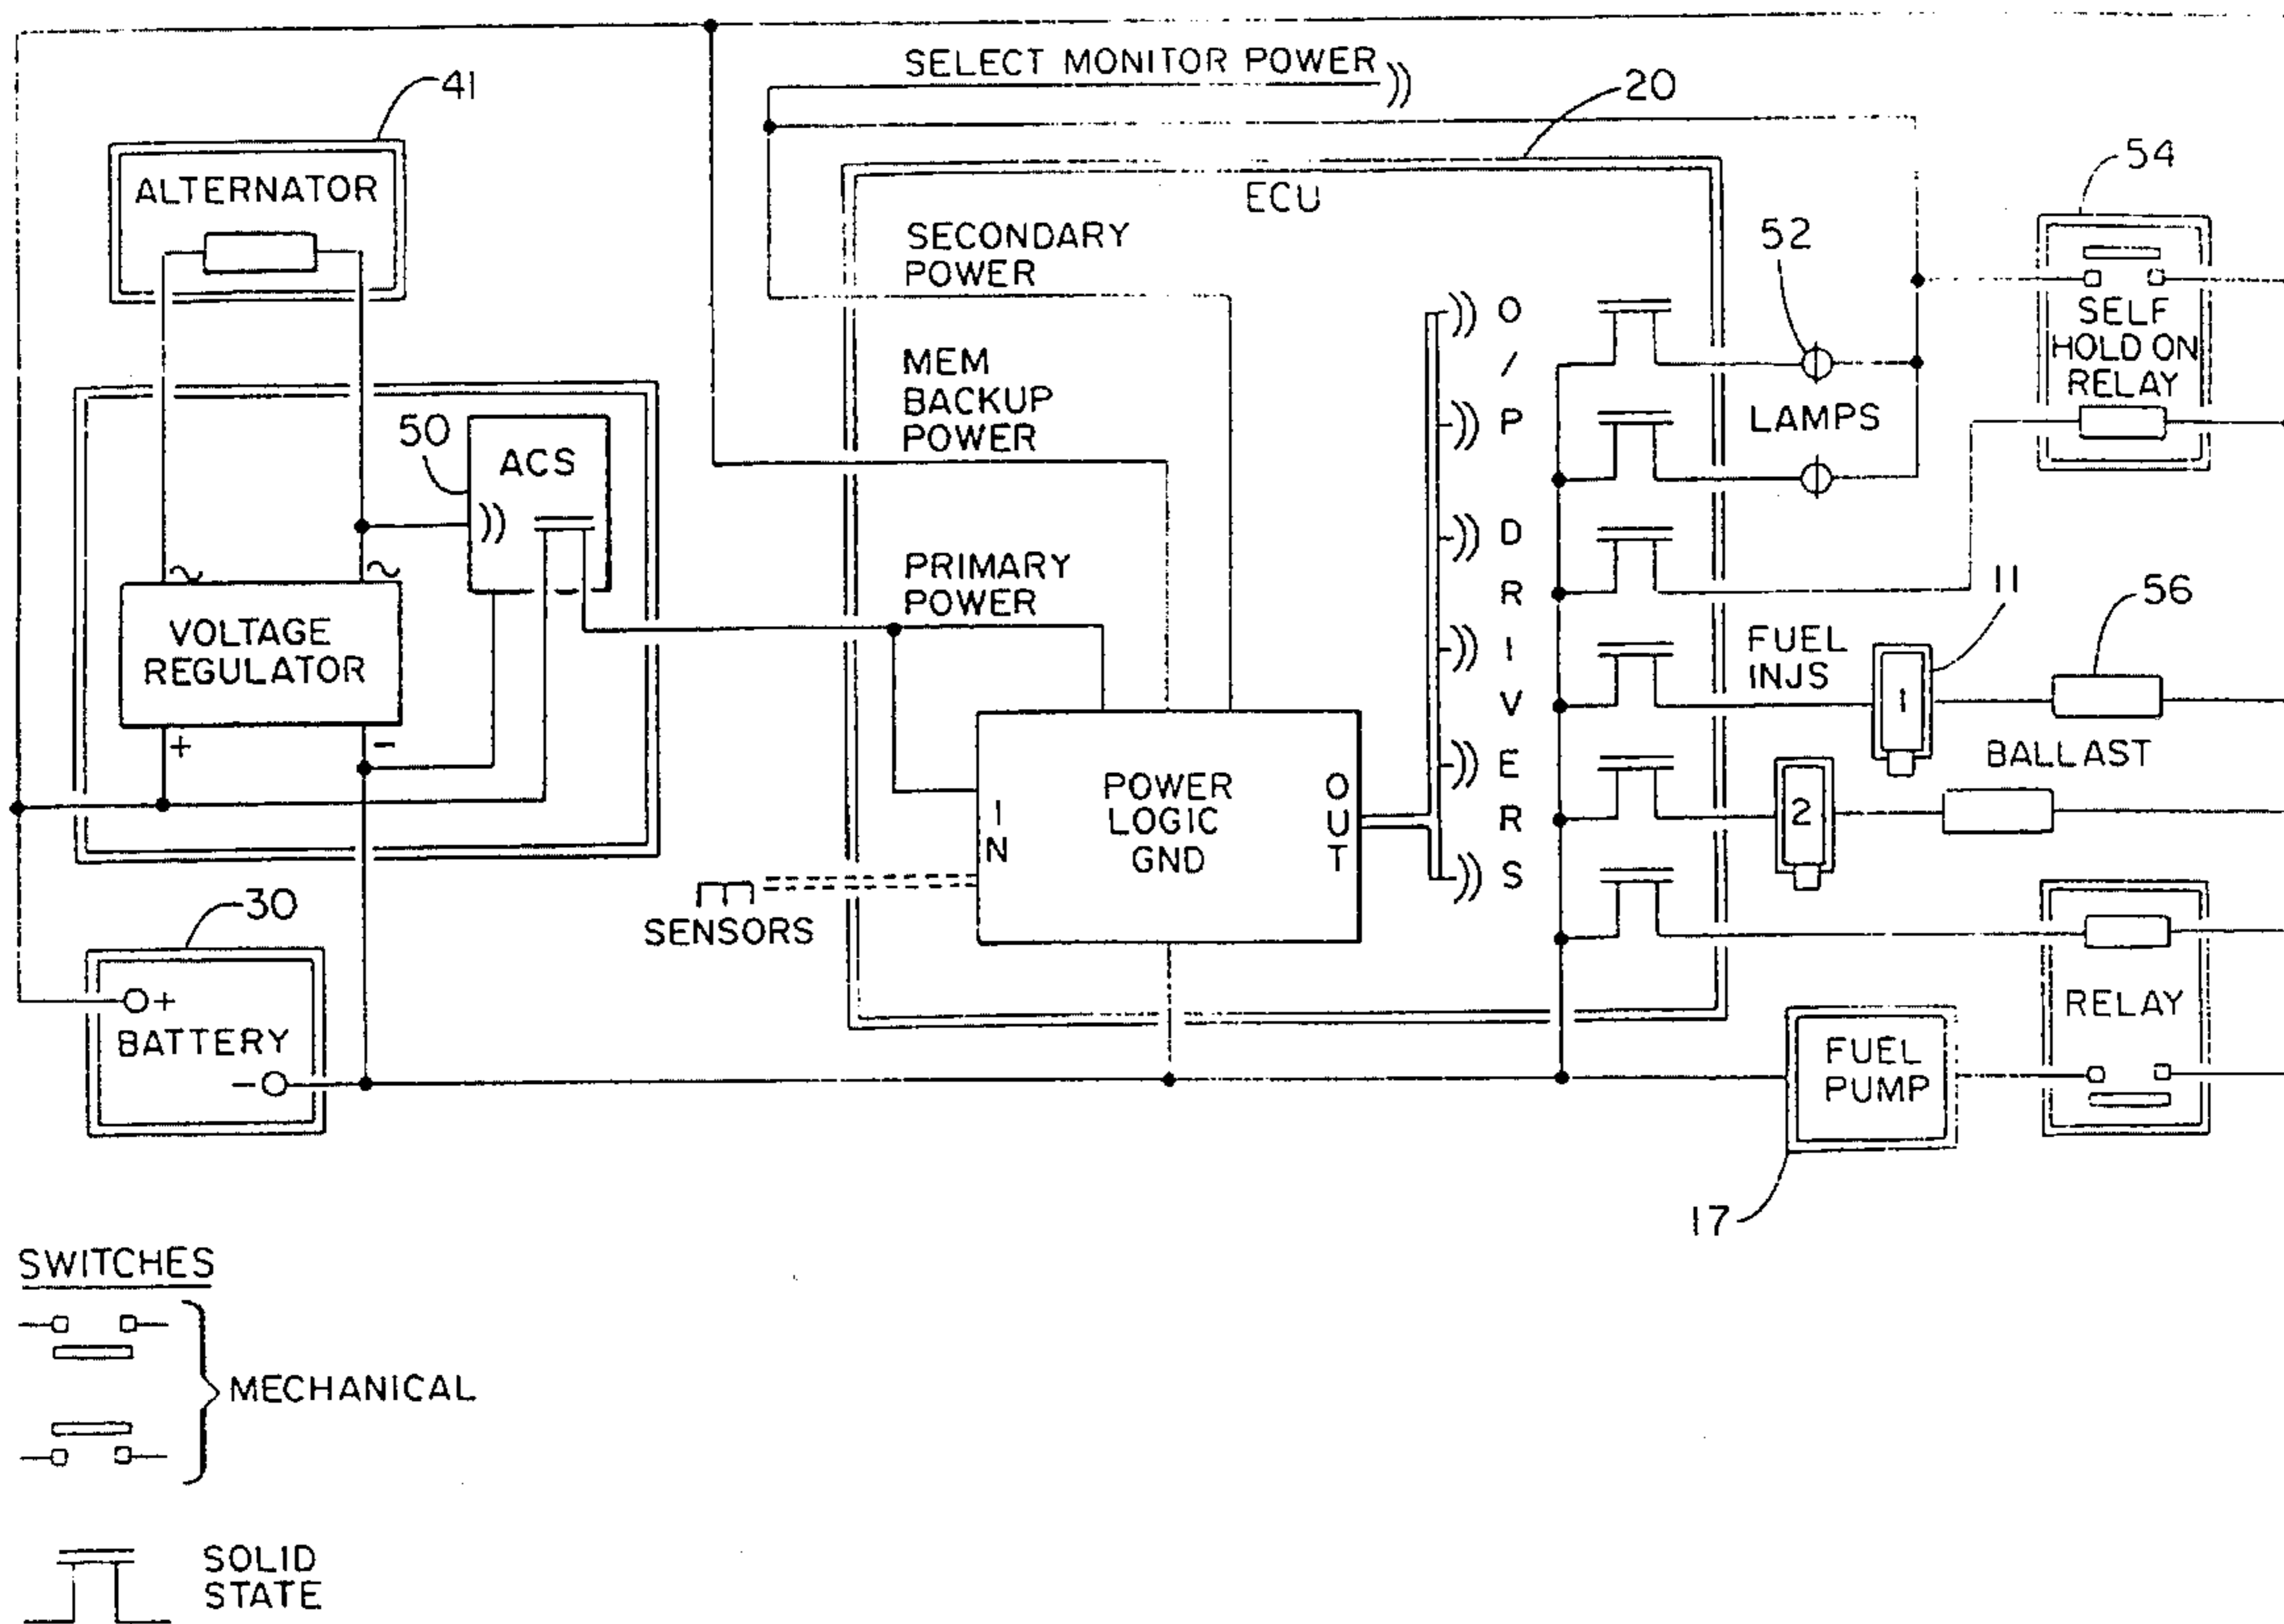 SELECT MONITOR POWER
41
20
ALTERNATOR
ECU
54
SECONDARY
POWER
52
SELF
HOLD ON
RELAY
MEM
BACKUP
POWER
50
ACS
LAMPS
O
/
P
D
R
I
V
E
R
S
PRIMARY
POWER
~ ~
VOLTAGE
REGULATOR
+ -
FUEL
INJS
11
56
1
BALLAST
2
I
N
POWER
LOGIC
GND
O
U
T
SENSORS
30
+
BATTERY
-
RELAY
FUEL
PUMP
17
SWITCHES
MECHANICAL
SOLID
STATE